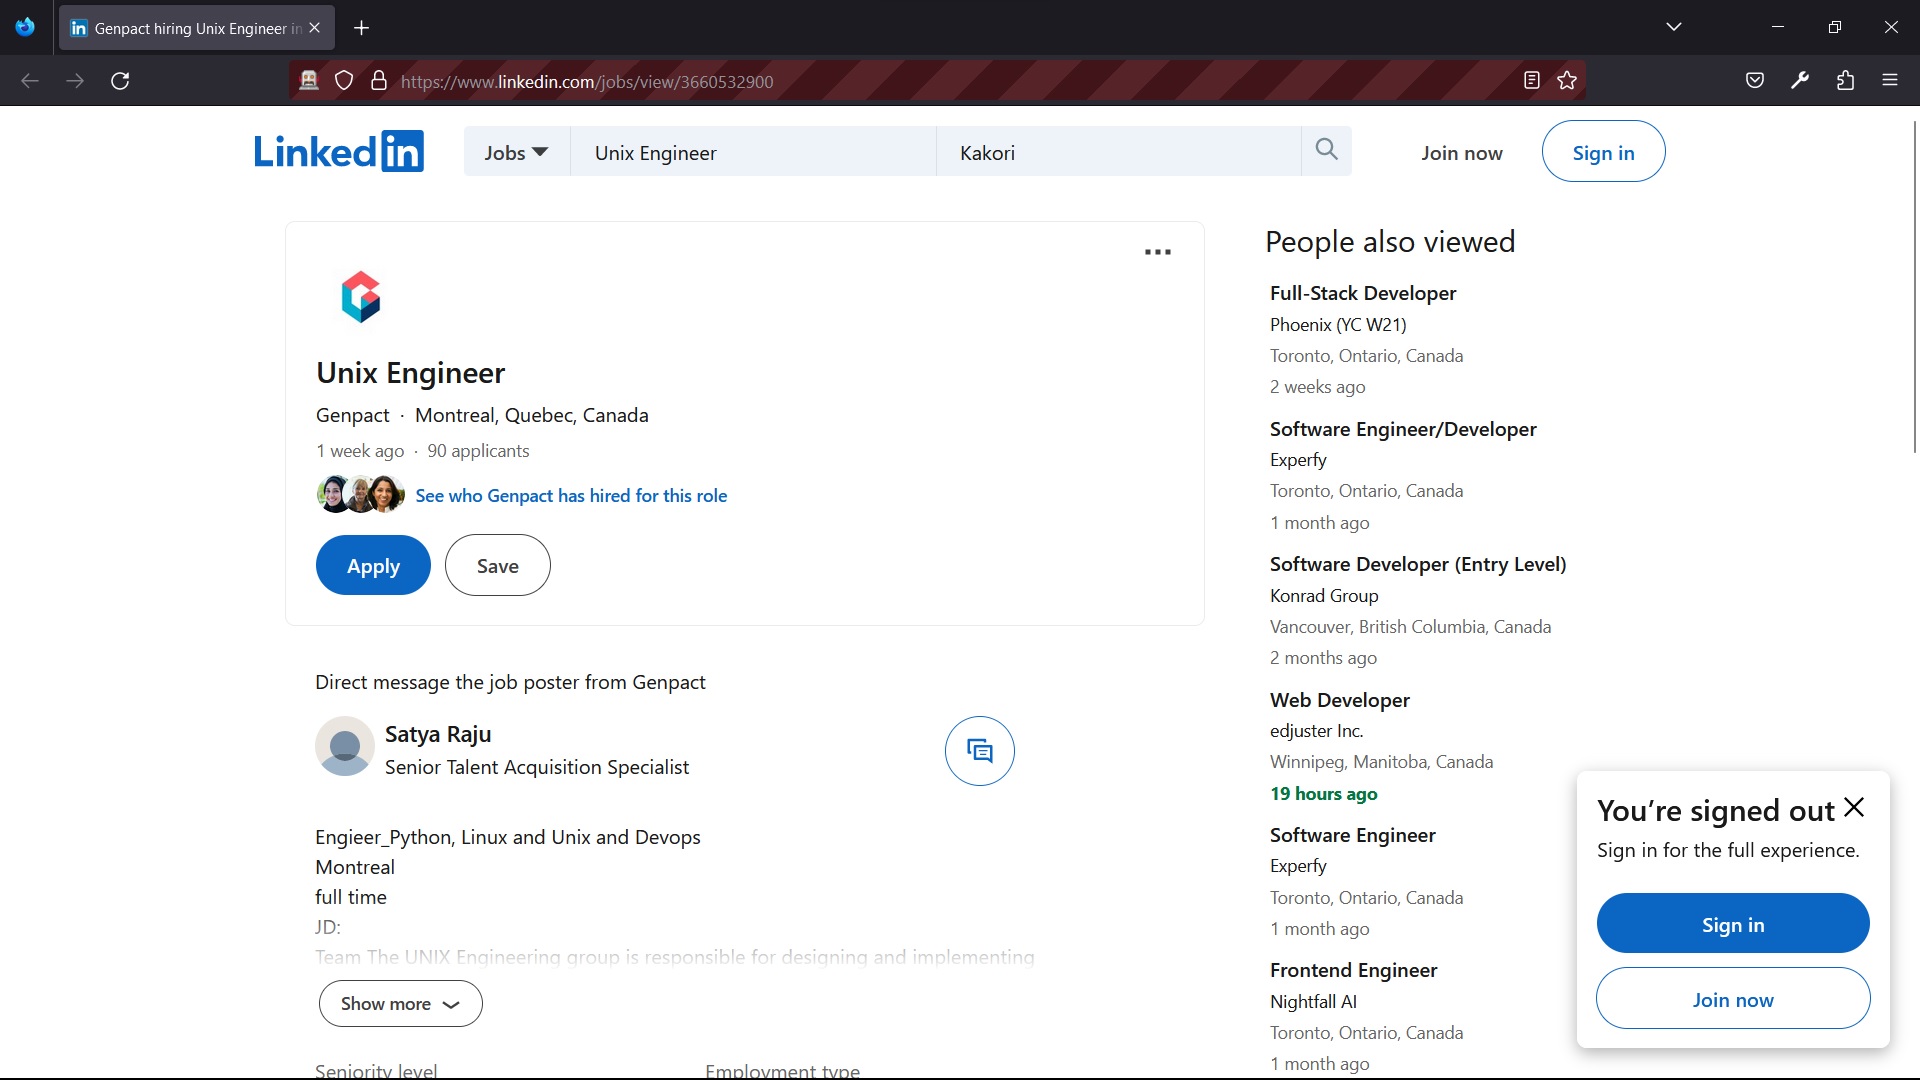 Genpact hiring Unix Engineer in
https://www.linkedin.com/jobs/view/3660532900
Linkedin
Jobs
Unix Engineer
Kakori
Join now
Sign in
Unix Engineer
Genpact · Montreal, Quebec, Canada
1 week ago · 90 applicants
See who Genpact has hired for this role
Apply
Save
Direct message the job poster from Genpact
Satya Raju
Senior Talent Acquisition Specialist
Engieer_Python, Linux and Unix and Devops
Montreal
full time
JD:
Team The UNIX Engineering group is responsible for designing and implementing
Show more
Seniority level
Employment type
People also viewed
Full-Stack Developer
Phoenix (YC W21)
Toronto, Ontario, Canada
2 weeks ago
Software Engineer/Developer
Experfy
Toronto, Ontario, Canada
1 month ago
Software Developer (Entry Level)
Konrad Group
Vancouver, British Columbia, Canada
2 months ago
Web Developer
edjuster Inc.
Winnipeg, Manitoba, Canada
19 hours ago
Software Engineer
Experfy
Toronto, Ontario, Canada
1 month ago
Frontend Engineer
Nightfall AI
Toronto, Ontario, Canada
1 month ago
You're signed out
Sign in for the full experience.
Sign in
Join now